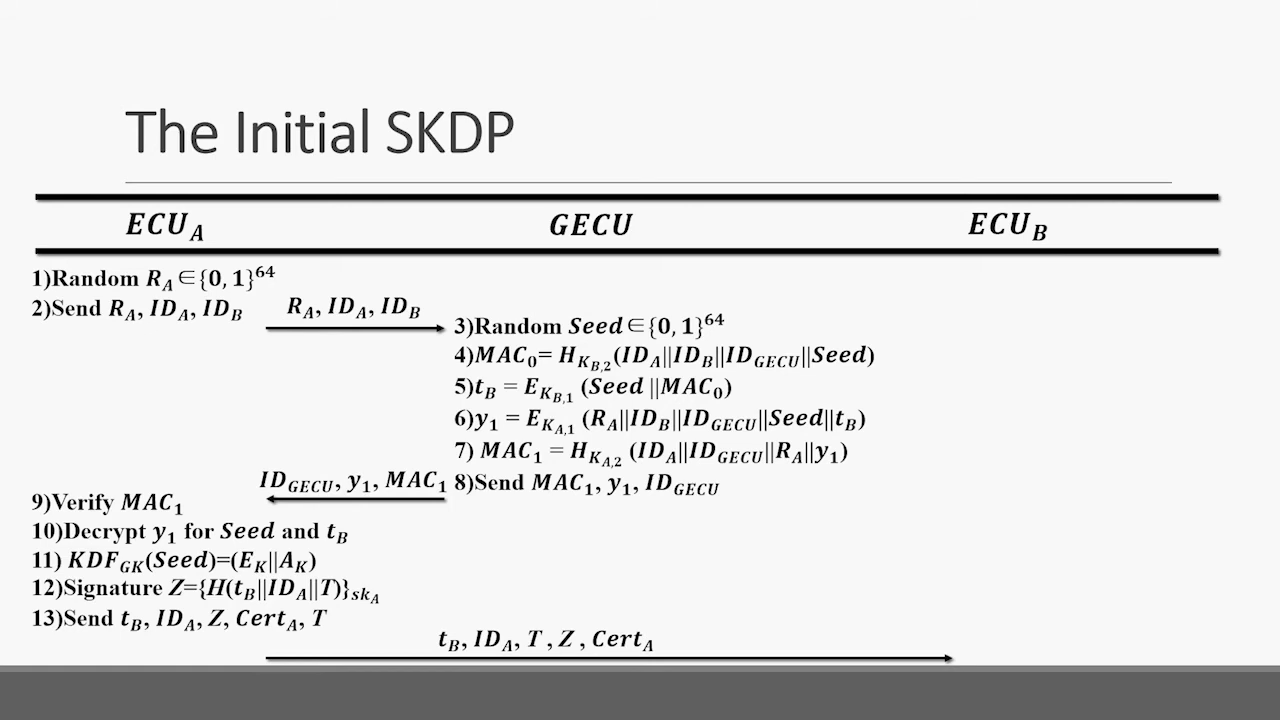 The Initial SKDP
ECU_A GECU ECU_B
1)Random R_A∈{0, 1}^64
2)Send R_A, ID_A, ID_B
R_A, ID_A, ID_B
3)Random Seed∈{0, 1}^64
4)MAC_0= H_{K_{B,2}}(ID_A||ID_B||ID_GECU||Seed)
5)t_B = E_{K_{B,1}} (Seed ||MAC_0)
6)y_1 = E_{K_{A,1}} (R_A||ID_B||ID_GECU||Seed||t_B)
7) MAC_1 = H_{K_{A,2}} (ID_A||ID_GECU||R_A||y_1)
ID_GECU, y_1, MAC_1
8)Send MAC_1, y_1, ID_GECU
9)Verify MAC_1
10)Decrypt y_1 for Seed and t_B
11) KDF_GK(Seed)=(E_K||A_K)
12)Signature Z={H(t_B||ID_A||T)}_{sk_A}
13)Send t_B, ID_A, Z, Cert_A, T
t_B, ID_A, T , Z , Cert_A